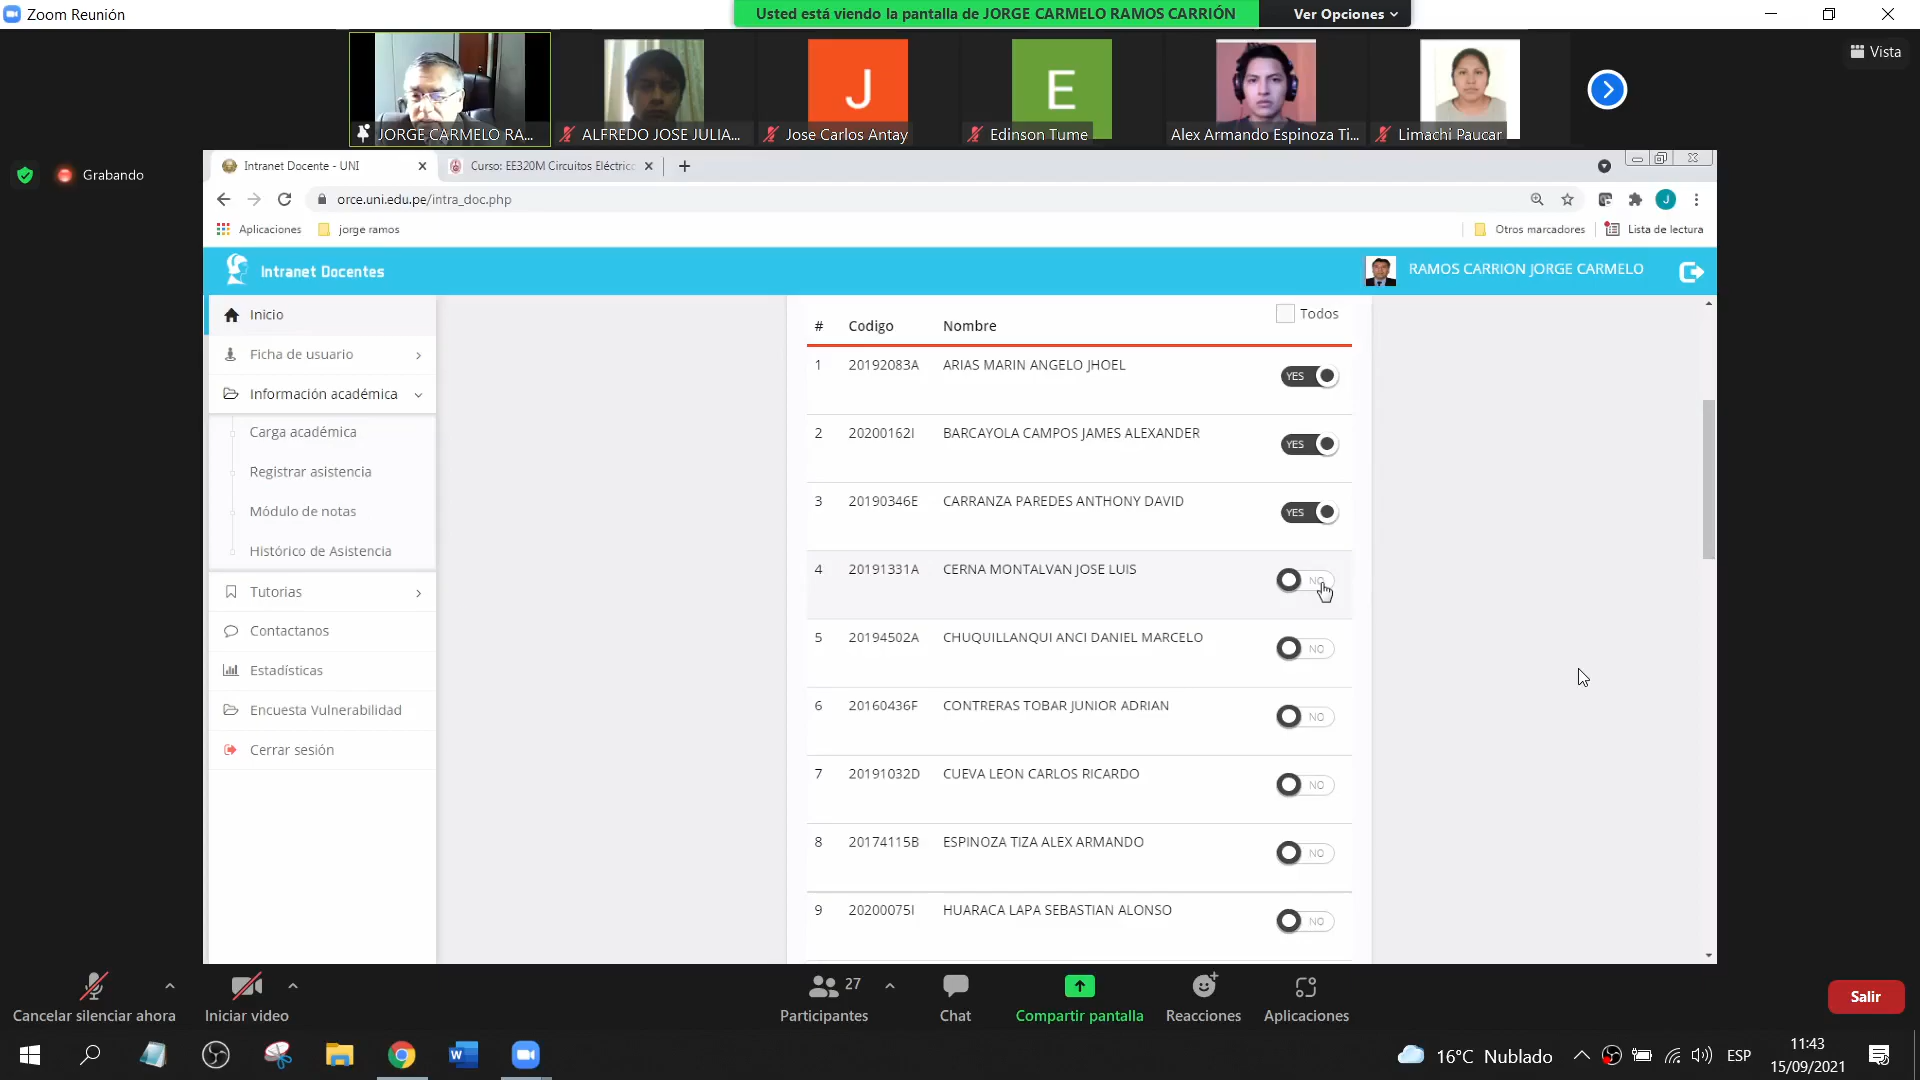 Zoom Reunión
Usted está viendo la pantalla de JORGE CARMELO RAMOS CARRIÓN
Ver Opciones
Vista
J
E
JORGE CARMELO RA...
ALFREDO JOSE JULIA...
Jose Carlos Antay
Edinson Tume
Alex Armando Espinoza Ti...
Limachi Paucar
Grabando
Intranet Docente - UNI
Curso: EE320M Circuitos Eléctric
orce.uni.edu.pe/intra_doc.php
J
Aplicaciones
jorge ramos
Otros marcadores
Lista de lectura
Intranet Docentes
RAMOS CARRION JORGE CARMELO
Inicio
Ficha de usuario
Información académica
Carga académica
Registrar asistencia
Módulo de notas
Histórico de Asistencia
Tutorias
Contactanos
Estadísticas
Encuesta Vulnerabilidad
Cerrar sesión
# Codigo Nombre Todos
1 20192083A ARIAS MARIN ANGELO JHOEL YES
2 20200162I BARCAYOLA CAMPOS JAMES ALEXANDER YES
3 20190346E CARRANZA PAREDES ANTHONY DAVID YES
4 20191331A CERNA MONTALVAN JOSE LUIS NO
5 20194502A CHUQUILLANQUI ANCI DANIEL MARCELO NO
6 20160436F CONTRERAS TOBAR JUNIOR ADRIAN NO
7 20191032D CUEVA LEON CARLOS RICARDO NO
8 20174115B ESPINOZA TIZA ALEX ARMANDO NO
9 20200075I HUARACA LAPA SEBASTIAN ALONSO NO
Cancelar silenciar ahora
Iniciar video
27
Participantes
Chat
Compartir pantalla
Reacciones
Aplicaciones
Salir
16°C Nublado
ESP
11:43
15/09/2021